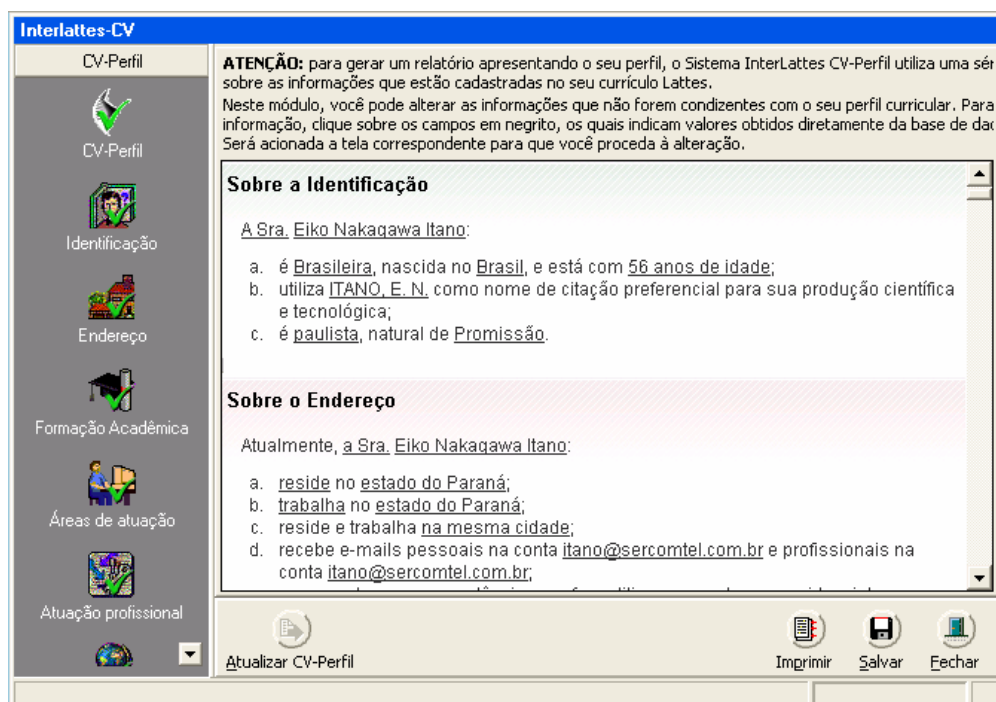 Interlattes-CV
CV-Perfil
CV-Perfil
Identificação
Endereço
Formação Acadêmica
Áreas de atuação
Atuação profissional
ATENÇÃO: para gerar um relatório apresentando o seu perfil, o Sistema InterLattes CV-Perfil utiliza uma
sobre as informações que estão cadastradas no seu currículo Lattes.
Neste módulo, você pode alterar as informações que não forem condizentes com o seu perfil curricular. Para
informação, clique sobre os campos em negrito, os quais indicam valores obtidos diretamente da base de
Será acionada a tela correspondente para que você proceda à alteração.
Sobre a Identificação
A Sra. Eiko Nakagawa Itano:
a. é Brasileira, nascida no Brasil, e está com 56 anos de idade;
b. utiliza ITANO, E. N. como nome de citação preferencial para sua produção científica
e tecnológica;
c. é paulista, natural de Promissão.
Sobre o Endereço
Atualmente, a Sra. Eiko Nakagawa Itano:
a. reside no estado do Paraná;
b. trabalha no estado do Paraná;
c. reside e trabalha na mesma cidade;
d. recebe e-mails pessoais na conta itano@sercomtel.com.br e profissionais na
conta itano@sercomtel.com.br;
Atualizar CV-Perfil
Imprimir
Salvar
Fechar